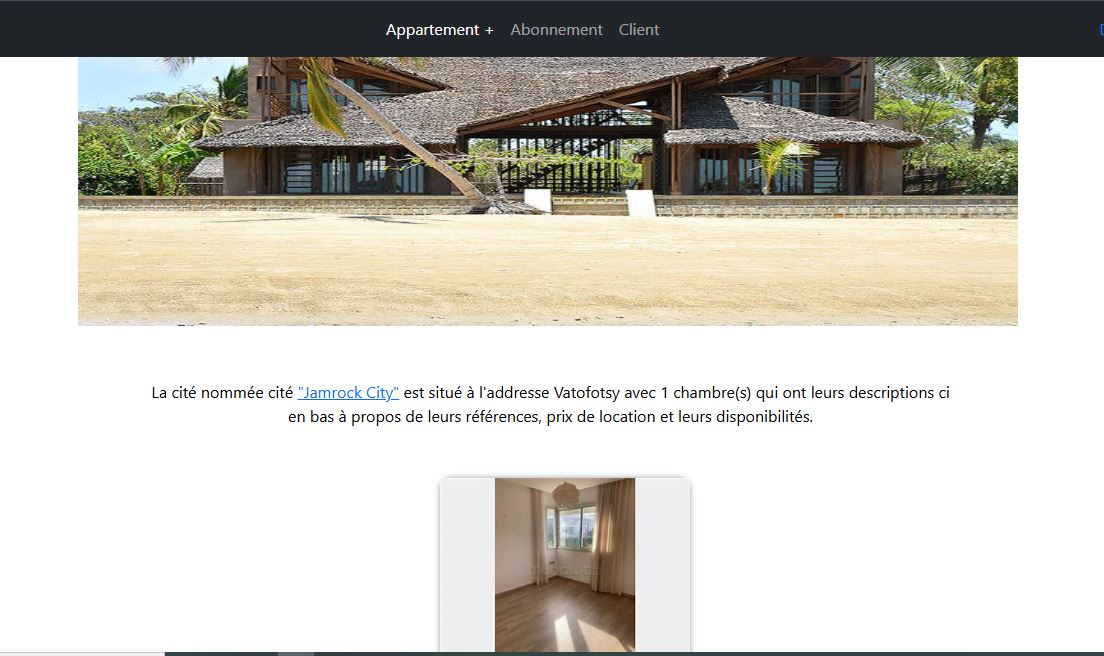 Appartement + Abonnement Client
La cité nommée cité "Jamrock City" est situé à l'addresse Vatofotsy avec 1 chambre(s) qui ont leurs descriptions ci
en bas à propos de leurs références, prix de location et leurs disponibilités.